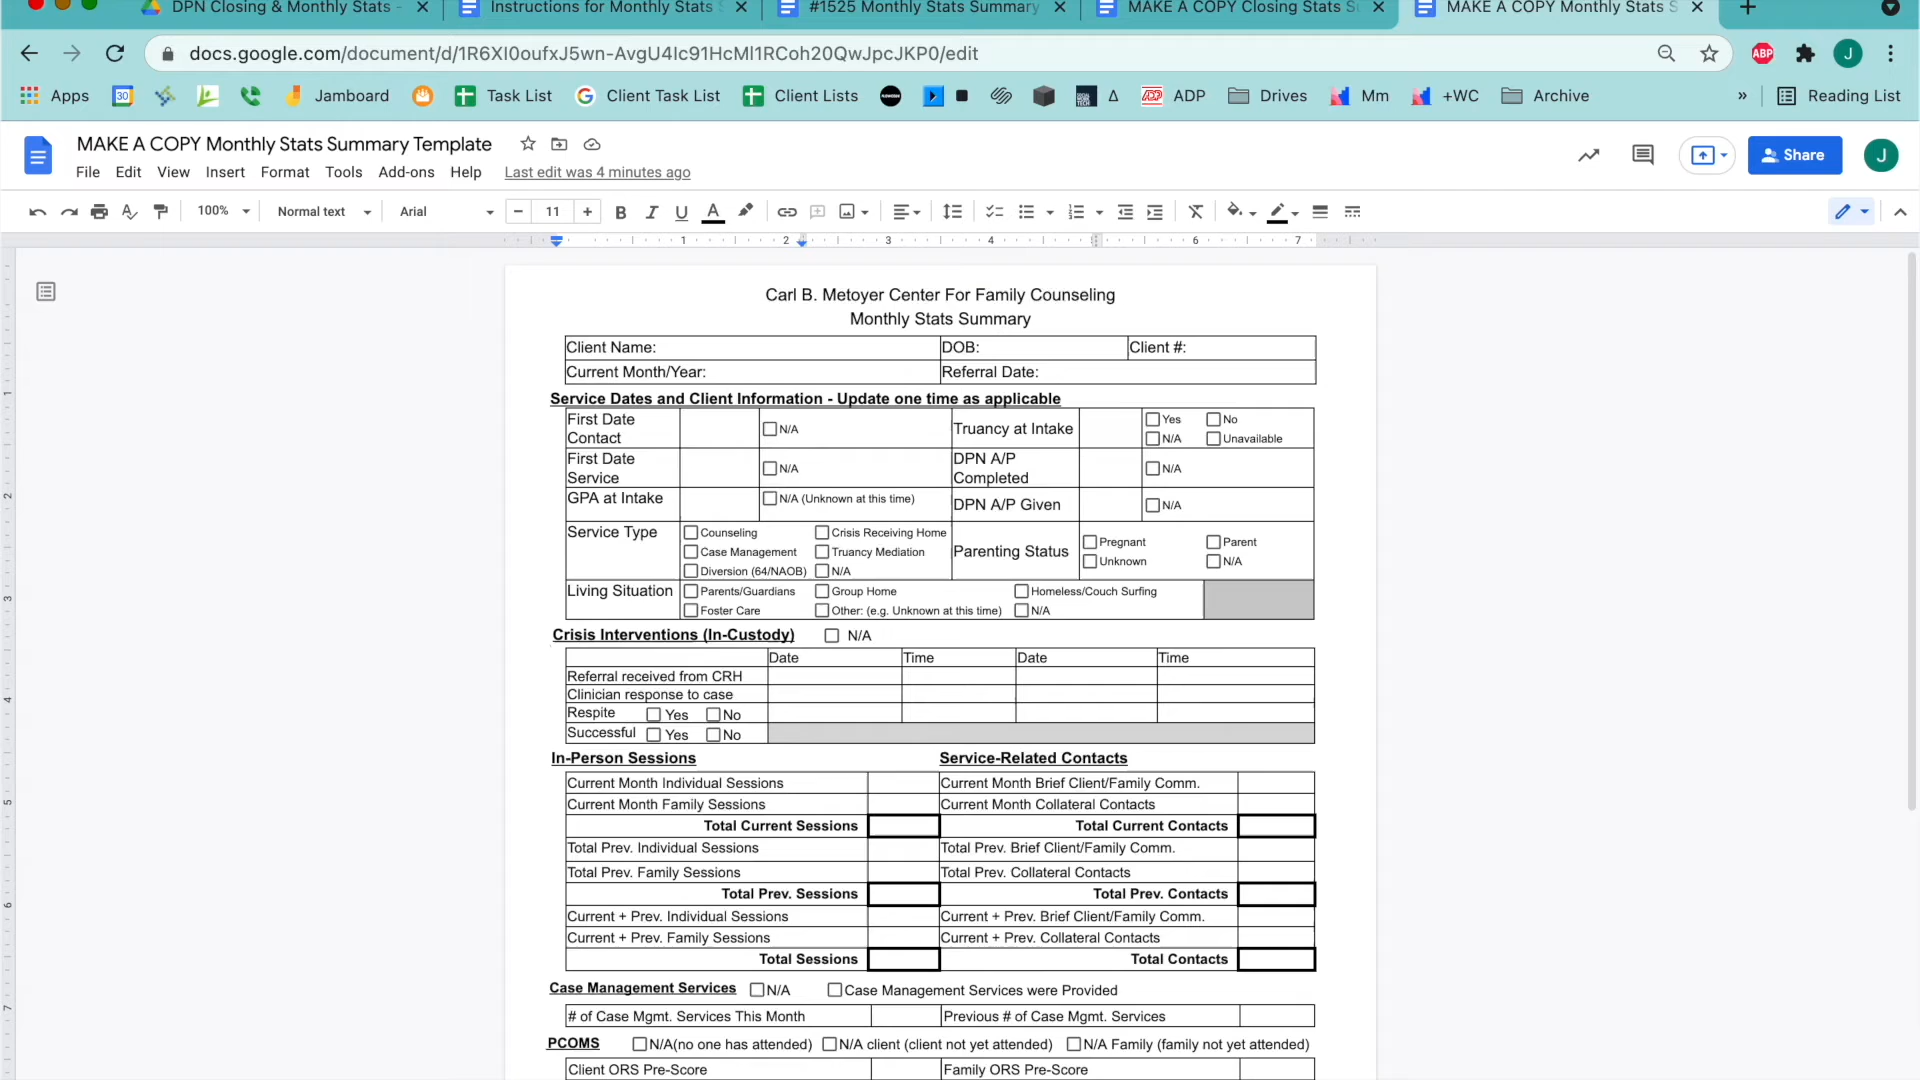 DPN Closing & Monthly Stats -
Instructions for Monthly Stats S
#1525 Monthly Stats Summary
MAKE A COPY Closing Stats S
MAKE A COPY Monthly Stats S
docs.google.com/document/d/1R6XI0oufxJ5wn-AvgU4Ic91HcMl1RCoh20QwJpcJKP0/edit
ABP
J
Apps
30
Jamboard
Task List
Client Task List
Client Lists
Δ
ADP
Drives
Mm
+WC
Archive
»
Reading List
MAKE A COPY Monthly Stats Summary Template
File Edit View Insert Format Tools Add-ons Help Last edit was 4 minutes ago
Share
J
100% Normal text Arial 11 B I U A
1 2 3 4 6 7
Carl B. Metoyer Center For Family Counseling
Monthly Stats Summary
Client Name: DOB: Client #:
Current Month/Year: Referral Date:
Service Dates and Client Information - Update one time as applicable
First Date Contact N/A Truancy at Intake Yes No N/A Unavailable
First Date Service N/A DPN A/P Completed N/A
GPA at Intake N/A (Unknown at this time) DPN A/P Given N/A
Service Type Counseling Crisis Receiving Home Case Management Truancy Mediation Diversion (64/NAOB) N/A Parenting Status Pregnant Parent Unknown N/A
Living Situation Parents/Guardians Group Home Homeless/Couch Surfing
Foster Care Other: (e.g. Unknown at this time) N/A
Crisis Interventions (In-Custody) N/A
Date Time Date Time
Referral received from CRH
Clinician response to case
Respite Yes No
Successful Yes No
In-Person Sessions Service-Related Contacts
Current Month Individual Sessions Current Month Brief Client/Family Comm.
Current Month Family Sessions Current Month Collateral Contacts
Total Current Sessions Total Current Contacts
Total Prev. Individual Sessions Total Prev. Brief Client/Family Comm.
Total Prev. Family Sessions Total Prev. Collateral Contacts
Total Prev. Sessions Total Prev. Contacts
Current + Prev. Individual Sessions Current + Prev. Brief Client/Family Comm.
Current + Prev. Family Sessions Current + Prev. Collateral Contacts
Total Sessions Total Contacts
Case Management Services N/A Case Management Services were Provided
# of Case Mgmt. Services This Month Previous # of Case Mgmt. Services
PCOMS N/A(no one has attended) N/A client (client not yet attended) N/A Family (family not yet attended)
Client ORS Pre-Score Family ORS Pre-Score